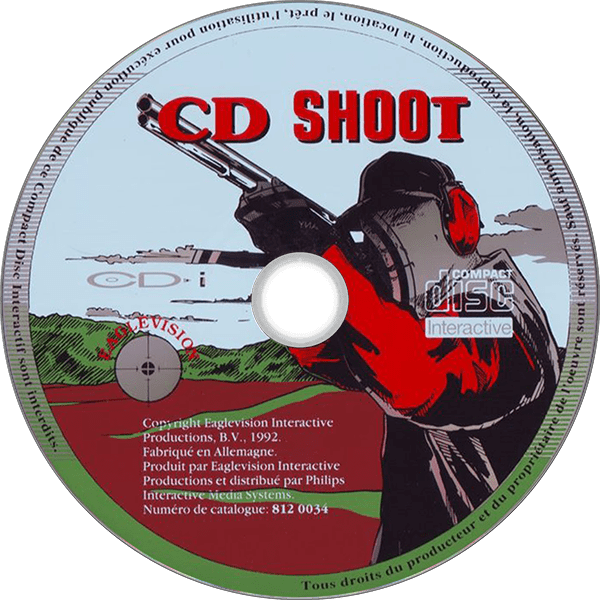 CD SHOOT
CD-i
COMPACT
disc
Interactive
EAGLEVISION
Copyright Eaglevision Interactive
Productions, B.V., 1992.
Fabriqué en Allemagne.
Produit par Eaglevision Interactive
Productions et distribué par Philips
Interactive Media Systems.
Numéro de catalogue: 812 0034
Tous droits du producteur et du propriétaire de l'oeuvre sont réservés. Sauf autorisation, la reproduction, la location, le prêt, l'utilisation pour exécution publique de ce Compact Disc Interactif sont interdits.